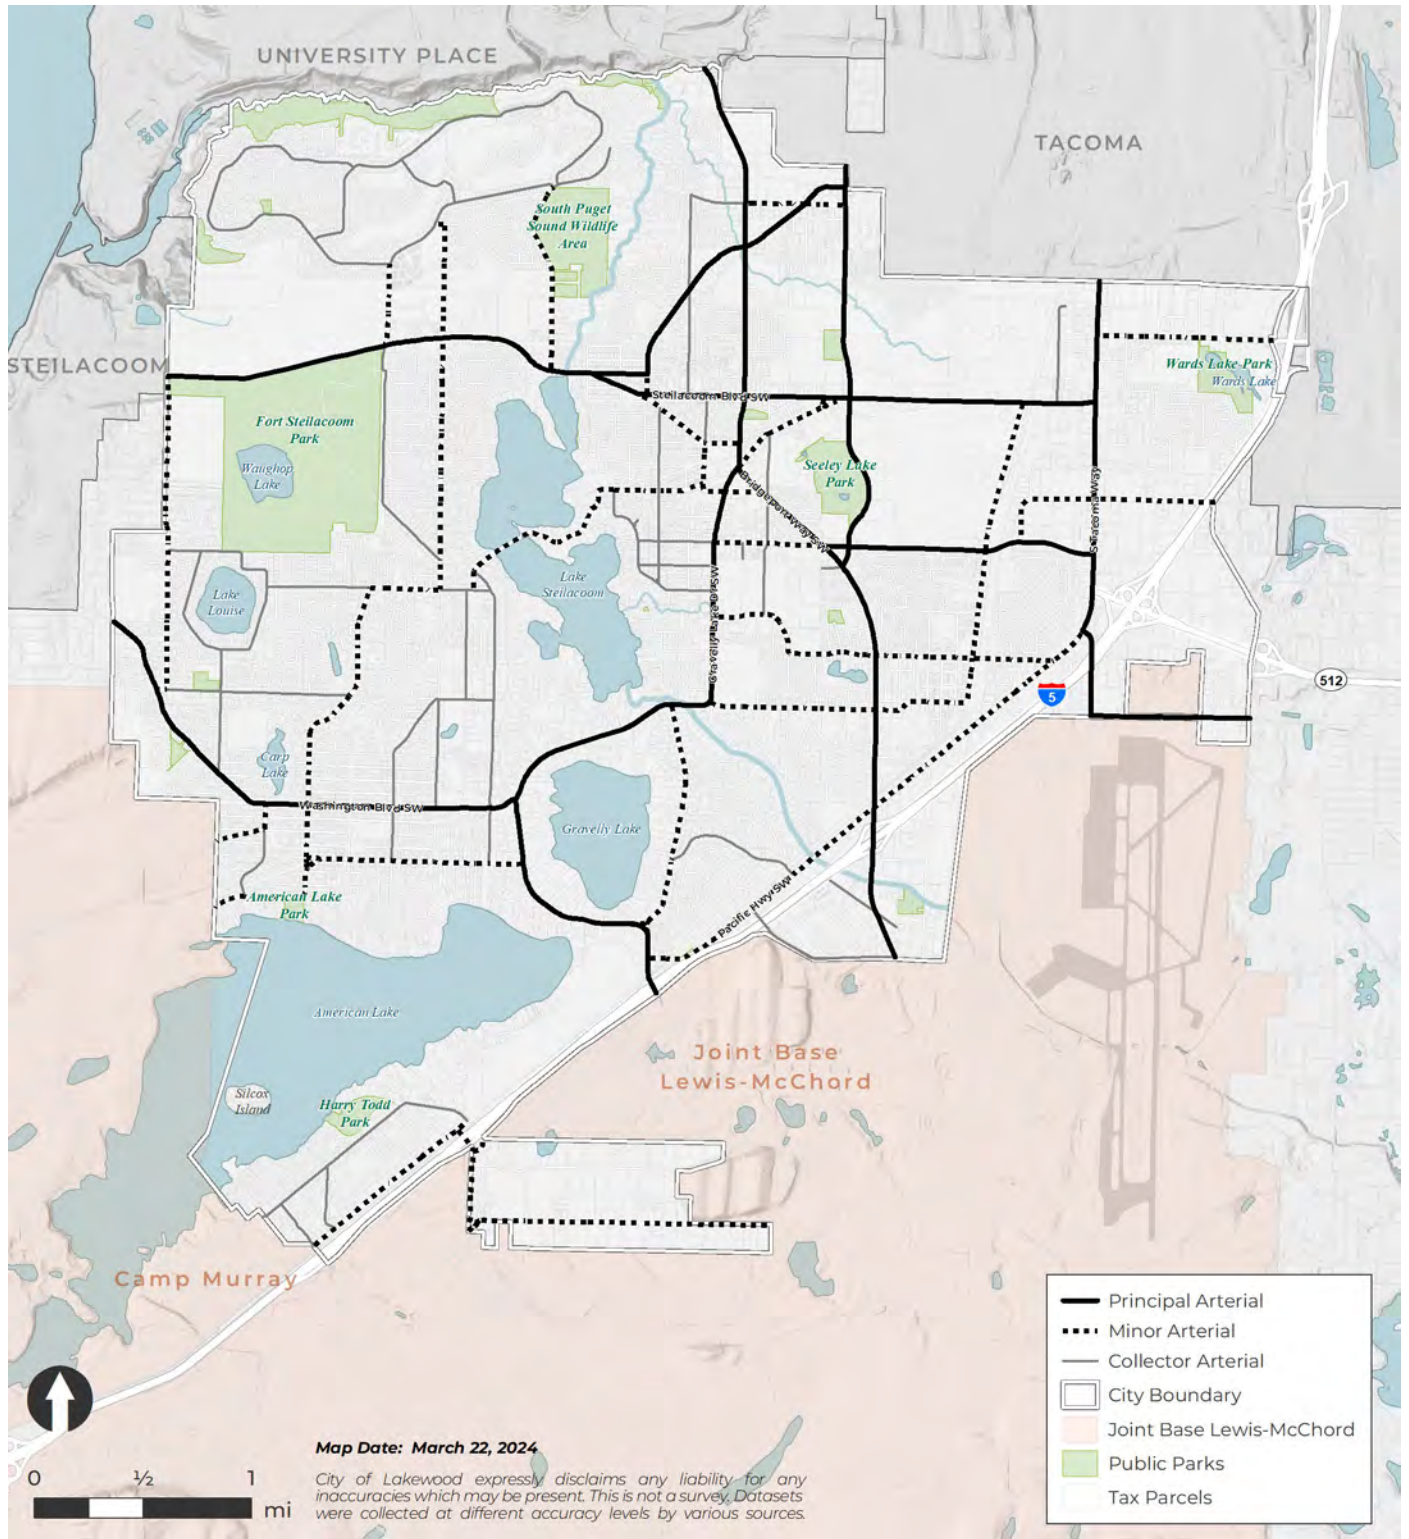 UNIVERSITY PLACE
TACOMA
South Puget
Sound Wildlife
Area
STEILACOOM
Wards Lake Park
Wards Lake
Steilacoom Blvd SW
Fort Steilacoom
Park
Waughop
Lake
Seeley Lake
Park
Bridgeport Way SW
S Tacoma Way
Lake
Louise
Lake
Steilacoom
Gravelly Lake Dr SW
512
5
Carp
Lake
Washington Blvd SW
Gravelly Lake
American Lake
Park
Pacific Hwy SW
American Lake
Joint Base
Lewis-McChord
Silcox
Island
Harry Todd
Park
Camp Murray
Principal Arterial
Minor Arterial
Collector Arterial
City Boundary
Joint Base Lewis-McChord
Public Parks
Tax Parcels
Map Date: March 22, 2024
0 ½ 1
mi
City of Lakewood expressly disclaims any liability for any
inaccuracies which may be present. This is not a survey. Datasets
were collected at different accuracy levels by various sources.